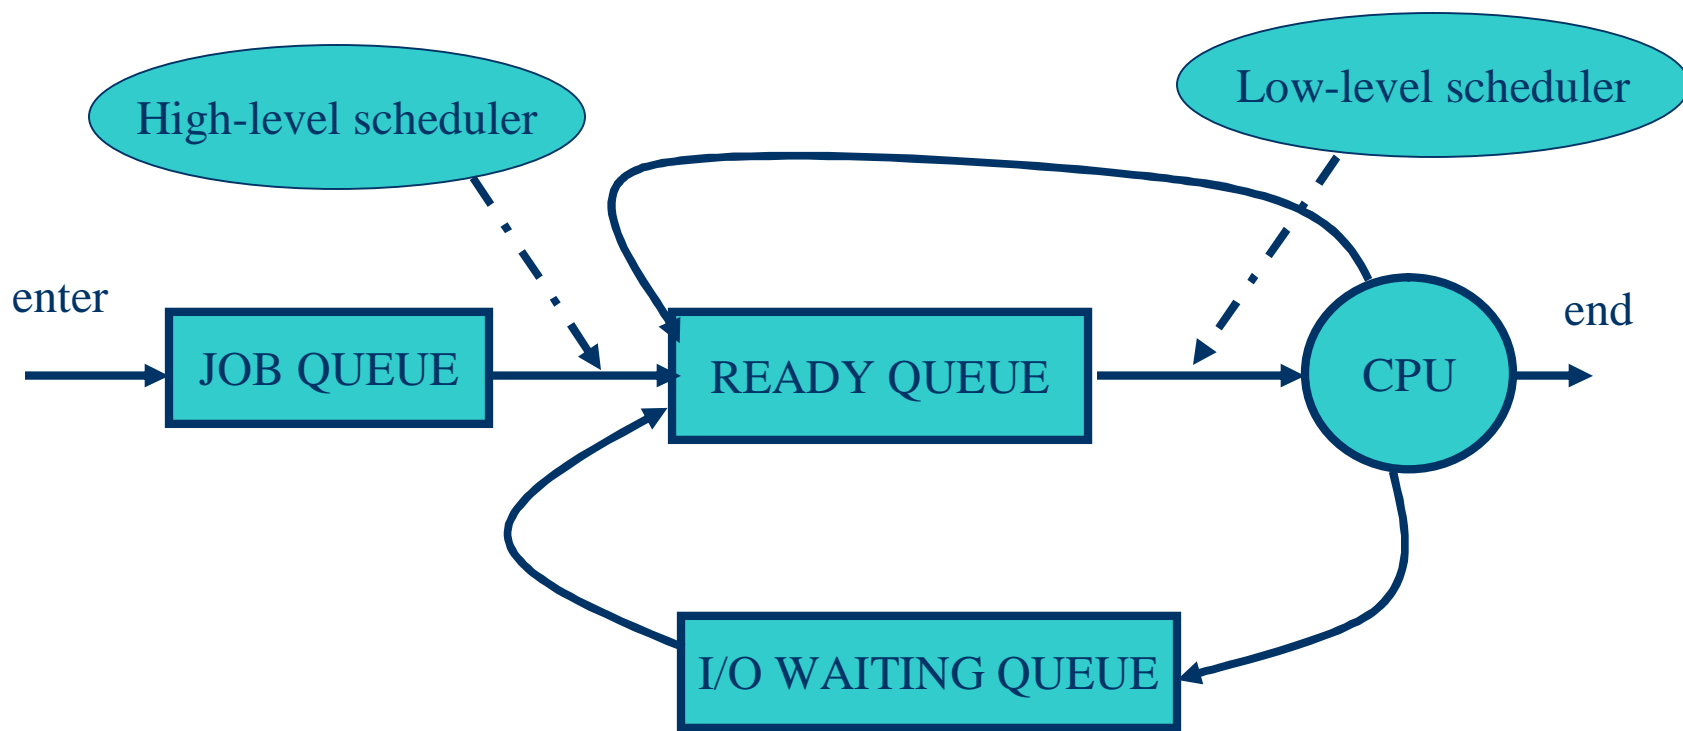 High-level scheduler
Low-level scheduler
enter
end
JOB QUEUE
READY QUEUE
CPU
I/O WAITING QUEUE